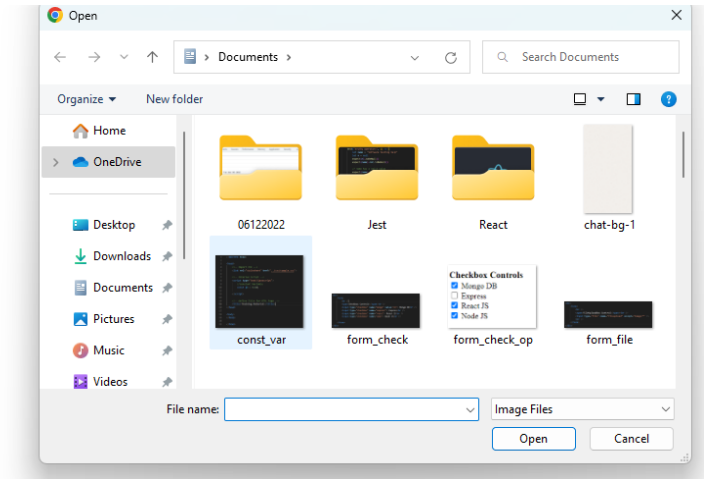 Open
Documents
Search Documents
Organize
New folder
Home
OneDrive
Desktop
Downloads
Documents
Pictures
Music
Videos
06122022
Jest
React
chat-bg-1
Checkbox Controls
Mongo DB
Express
React JS
Node JS
const_var
form_check
form_check_op
form_file
File name:
Image Files
Open
Cancel